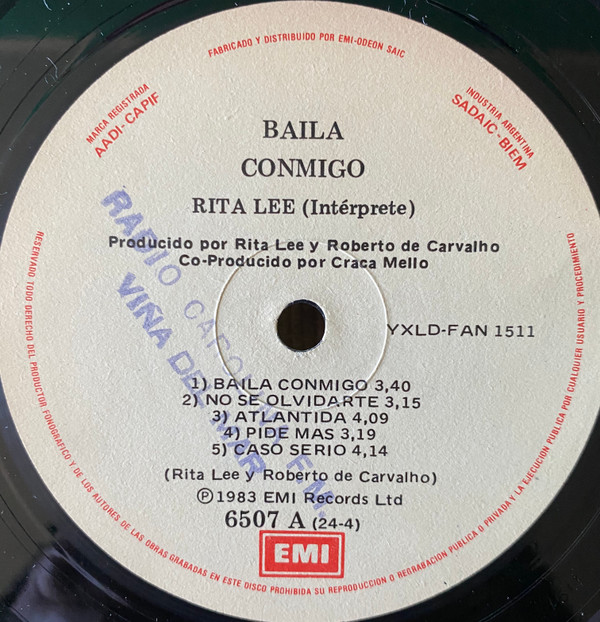 FABRICADO Y DISTRIBUIDO POR EMI-ODEON SAIC
MARCA REGISTRADA
AADI-CAPIF
INDUSTRIA ARGENTINA
SADAIC-BIEM
BAILA
CONMIGO
RITA LEE (Intérprete)
Producido por Rita Lee y Roberto de Carvalho
Co-Producido por Craca Mello
RADIO CAROLINA F.M.
VIÑA DEL MAR
YXLD-FAN 1511
1) BAILA CONMIGO 3,40
2) NO SE OLVIDARTE 3,15
3) ATLANTIDA 4,09
4) PIDE MAS 3,19
5) CASO SERIO 4,14
(Rita Lee y Roberto de Carvalho)
Ⓟ1983 EMI Records Ltd
6507 A (24-4)
EMI
RESERVADO TODO DERECHO DEL PRODUCTOR FONOGRAFICO Y DE LOS AUTORES DE LAS OBRAS GRABADAS EN ESTE DISCO PROHIBIDA SU REPRODUCCION O REGRABACION PUBLICA O PRIVADA Y LA EJECUCION PUBLICA POR CUALQUIER USUARIO Y PROCEDIMIENTO